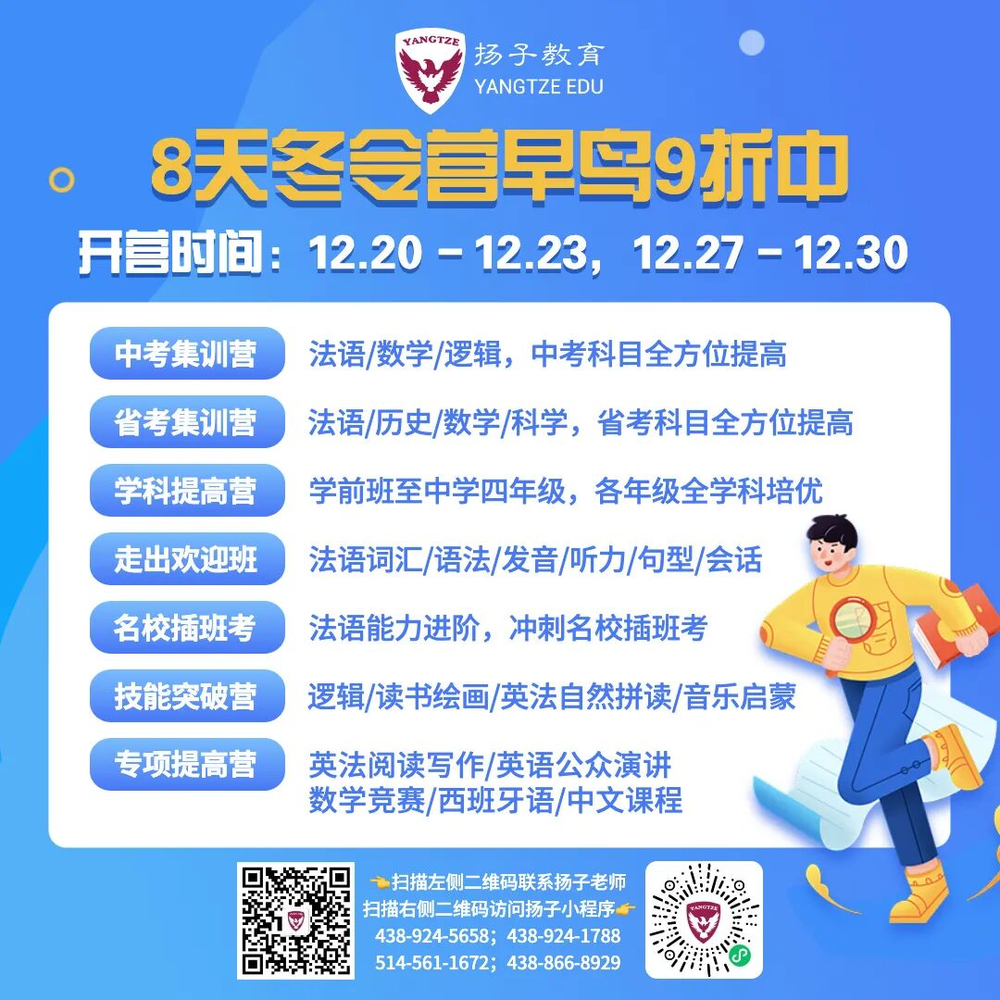 YANGTZE
扬子教育
YANGTZE EDU
8天冬令营早鸟9折中
开营时间：12.20 – 12.23，12.27 – 12.30
中考集训营 法语/数学/逻辑，中考科目全方位提高
省考集训营 法语/历史/数学/科学，省考科目全方位提高
学科提高营 学前班至中学四年级，各年级全学科培优
走出欢迎班 法语词汇/语法/发音/听力/句型/会话
名校插班考 法语能力进阶，冲刺名校插班考
技能突破营 逻辑/读书绘画/英法自然拼读/音乐启蒙
专项提高营 英法阅读写作/英语公众演讲
数学竞赛/西班牙语/中文课程
👈扫描左侧二维码联系扬子老师
扫描右侧二维码访问扬子小程序👉
438-924-5658；438-924-1788
514-561-1672；438-866-8929
YANGTZE
YANGTZE